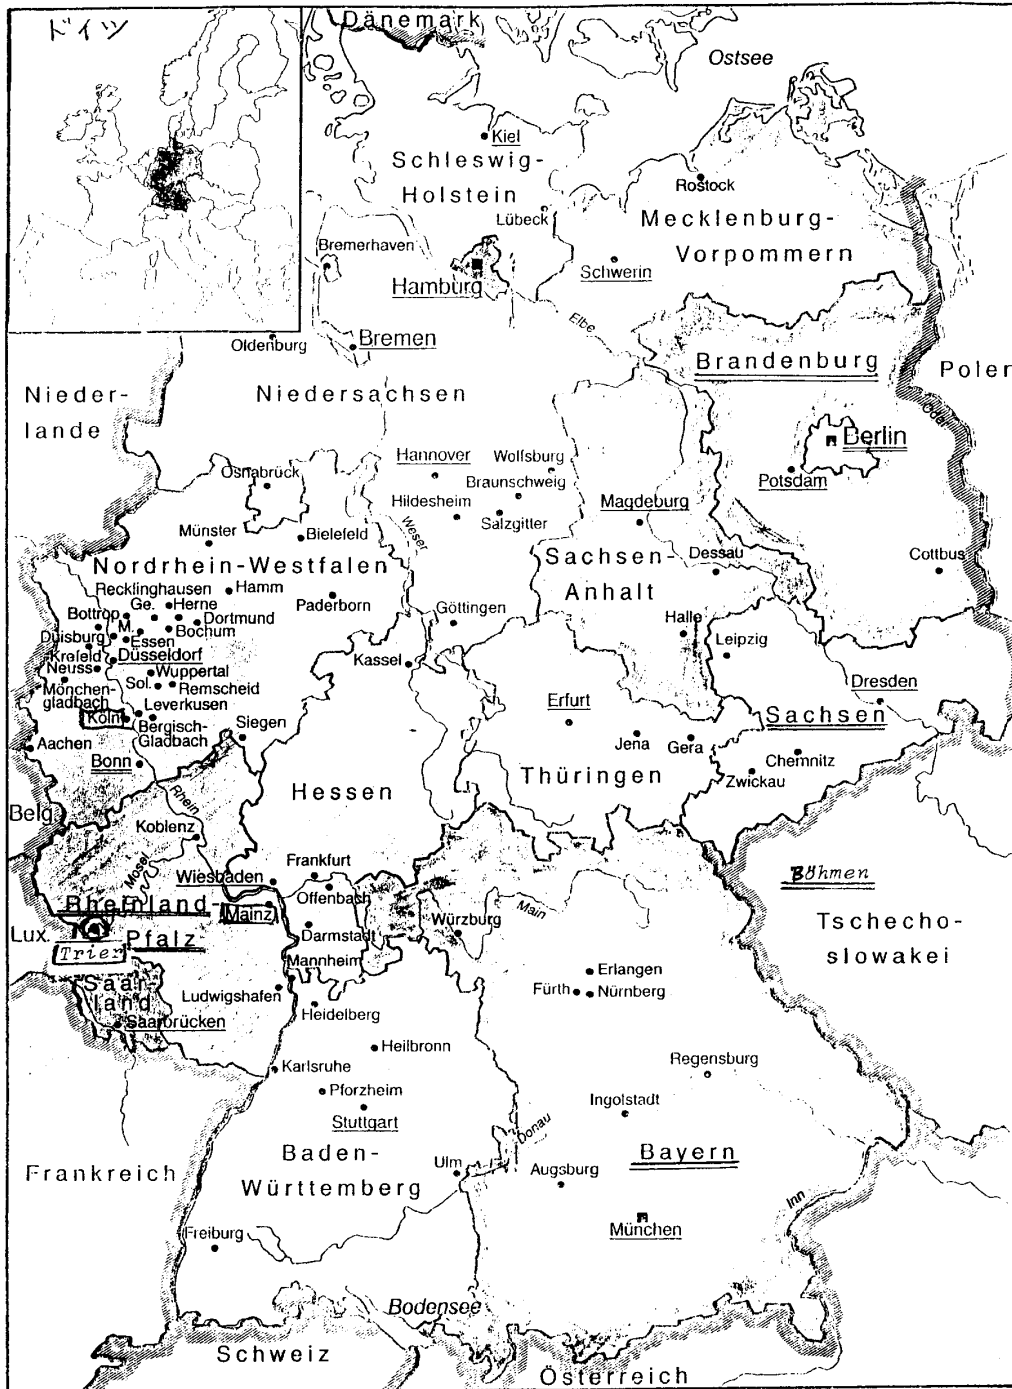 ドイツ
Dänemark
Ostsee
Kiel
Schleswig-
Holstein
Rostock
Lübeck
Mecklenburg-
Vorpommern
Bremerhaven
Hamburg
Schwerin
Elbe
Oldenburg
Bremen
Brandenburg
Polen
Nieder-
lande
Niedersachsen
Oder
Berlin
Hannover
Wolfsburg
Potsdam
Osnabrück
Braunschweig
Hildesheim
Salzgitter
Magdeburg
Münster
Bielefeld
Weser
Sachsen-
Anhalt
Dessau
Cottbus
Nordrhein-Westfalen
Recklinghausen
Hamm
Paderborn
Ge.
Herne
Bottrop
M.
Dortmund
Bochum
Göttingen
Duisburg
Essen
Halle
Krefeld
Düsseldorf
Kassel
Leipzig
Neuss
Wuppertal
Mönchen-
gladbach
Sol.
Remscheid
Dresden
Leverkusen
Köln
Bergisch-
Gladbach
Siegen
Erfurt
Sachsen
Aachen
Jena
Gera
Chemnitz
Bonn
Thüringen
Zwickau
Rhein
Hessen
Belg.
Koblenz
Mosel
Frankfurt
Wiesbaden
Offenbach
Böhmen
Rheinland-
Pfalz
Mainz
Würzburg
Main
Tschecho-
slowakei
Lux.
Trier
Darmstadt
Mannheim
Erlangen
Saar-
land
Ludwigshafen
Fürth
Nürnberg
Heidelberg
Saarbrücken
Heilbronn
Regensburg
Karlsruhe
Pforzheim
Ingolstadt
Stuttgart
Donau
Baden-
Württemberg
Bayern
Frankreich
Ulm
Augsburg
Inn
München
Freiburg
Bodensee
Schweiz
Österreich